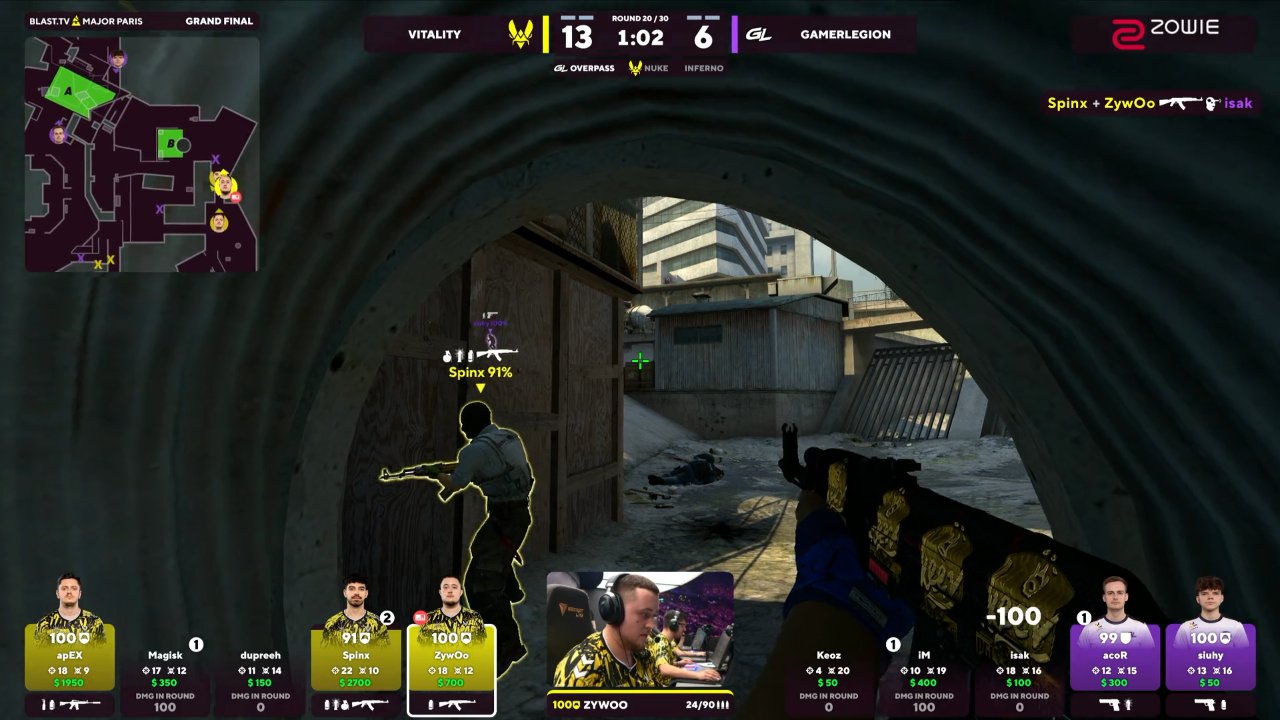 BLAST.TV MAJOR PARIS GRAND FINAL
VITALITY 13 ROUND 20 / 30 1:02 6 GL GAMERLEGION
GL OVERPASS NUKE INFERNO
ZOWIE
A
B
X
X
X
X X
Spinx + ZywOo isak
siuhy 100%
Spinx 91%
-100
100 apEX 18 9 $1950
1 Magisk 17 12 $350 DMG IN ROUND 100
dupreeh 11 14 $150 DMG IN ROUND 0
2 91 Spinx 22 10 $2700
100 ZywOo 18 12 $700
100 ZYWOO 24/90
Keoz 4 20 $50 DMG IN ROUND 0
1 iM 10 19 $400 DMG IN ROUND 100
isak 18 16 $100 DMG IN ROUND 0
1 99 acoR 12 15 $300
100 siuhy 13 16 $50